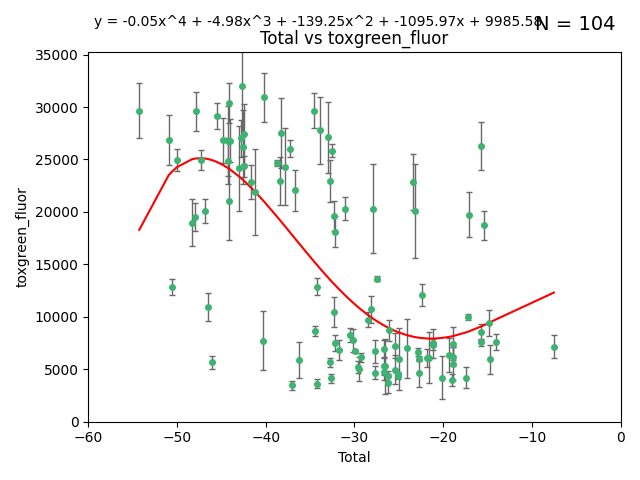 y = -0.05x^4 + -4.98x^3 + -139.25x^2 + -1095.97x + 9985.58
N = 104
Total vs toxgreen_fluor
35000
30000
25000
20000
15000
10000
5000
0
toxgreen_fluor
−60 −50 −40 −30 −20 −10 0
Total